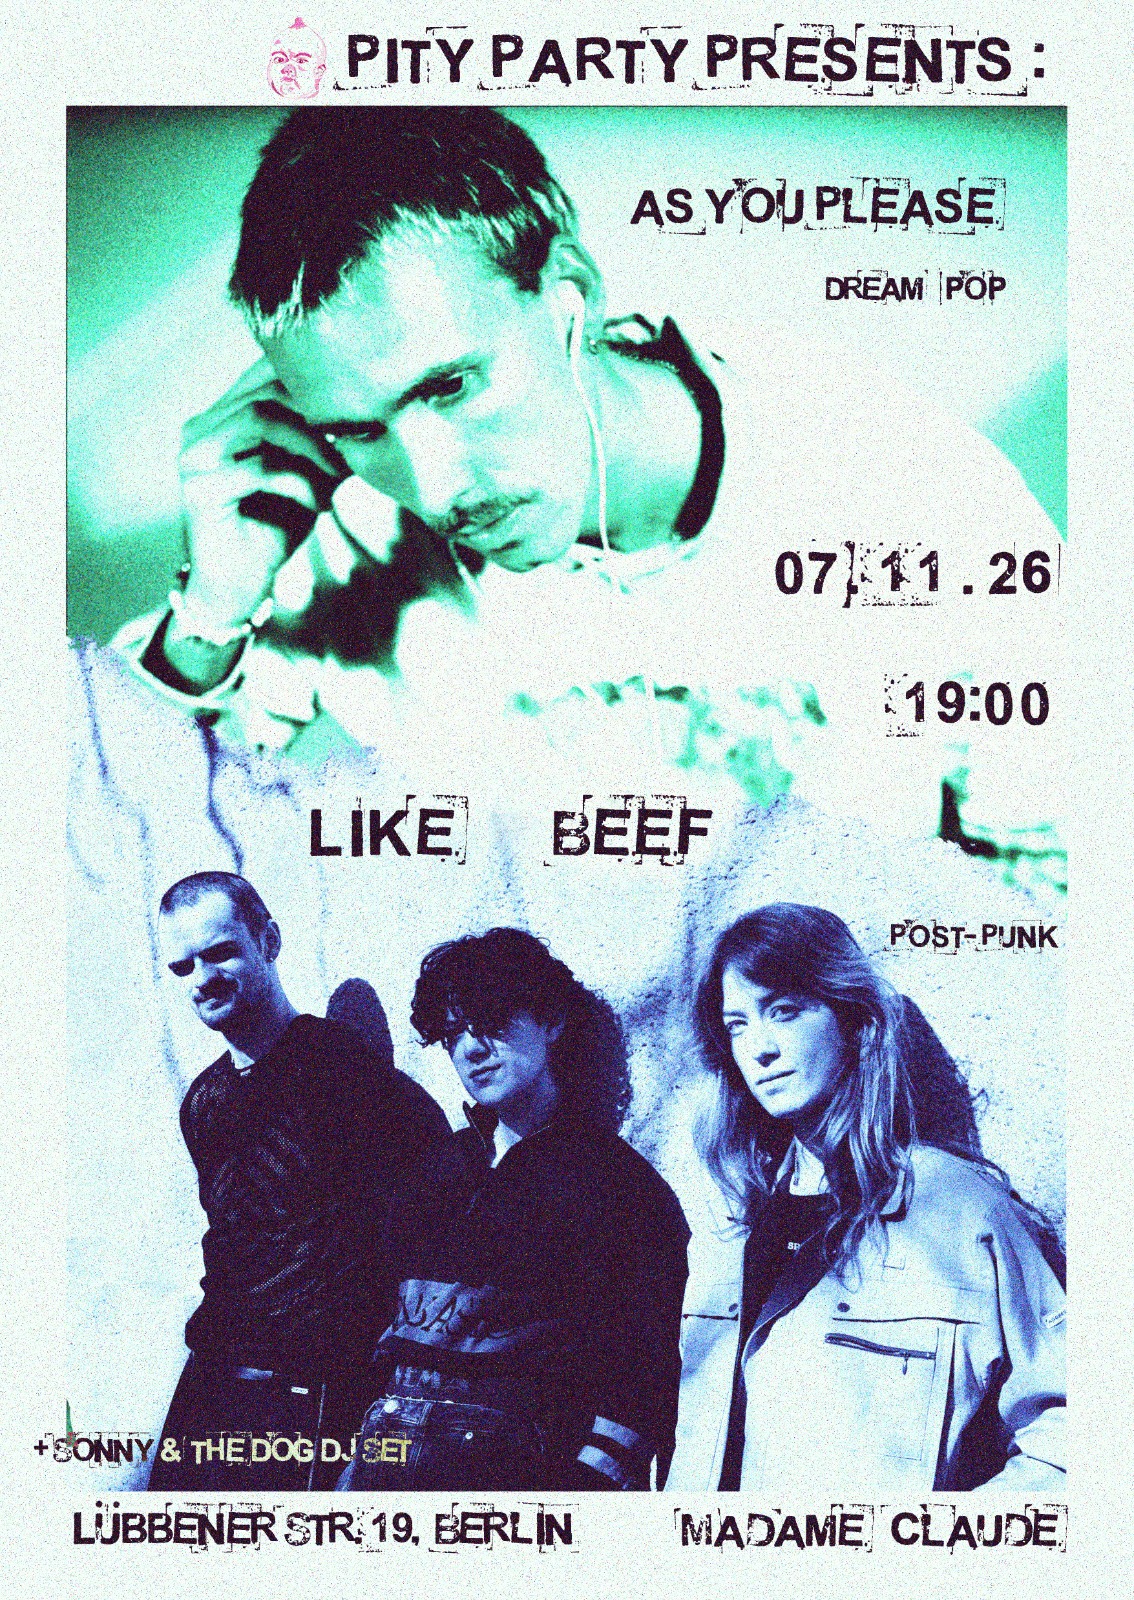 PITY PARTY PRESENTS :
AS YOU PLEASE
DREAM POP
07.11.26
19:00
LIKE BEEF
POST-PUNK
+ SONNY & THE DOG DJ SET
LÜBBENER STR. 19, BERLIN
MADAME CLAUDE